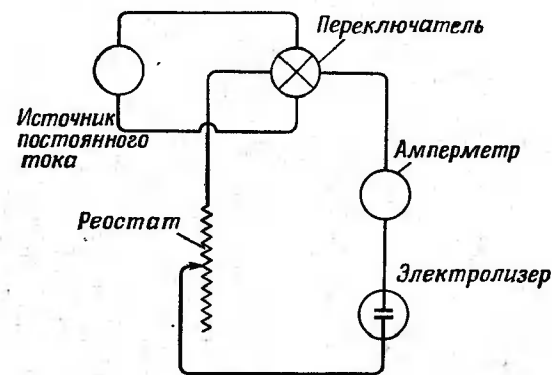 Переключатель
Источник
постоянного
тока
Амперметр
Реостат
Электролизер